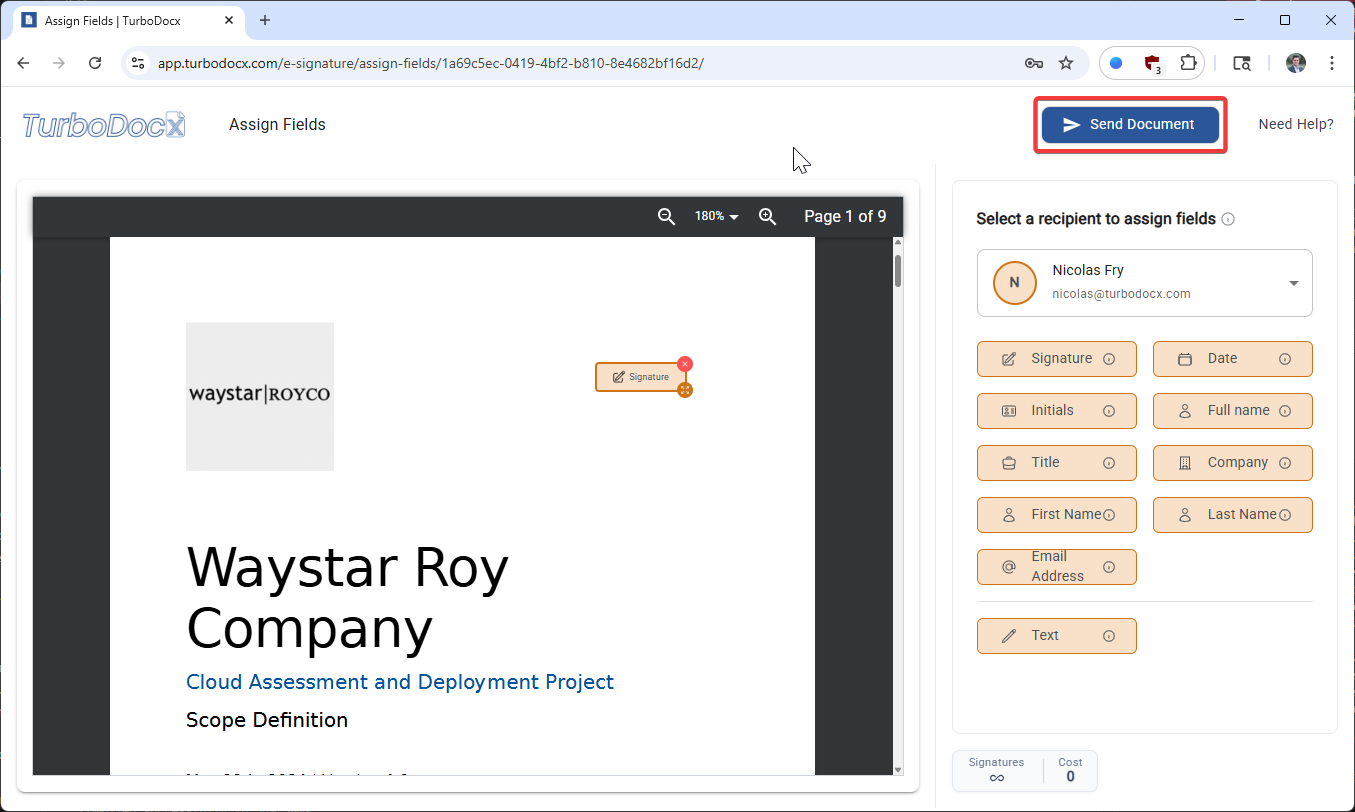 Assign Fields | TurboDocx
app.turbodocx.com/e-signature/assign-fields/1a69c5ec-0419-4bf2-b810-8e4682bf16d2/
3
TurboDocx
Assign Fields
Send Document
Need Help?
180%
Page 1 of 9
waystar|ROYCO
Signature
Waystar Roy
Company
Cloud Assessment and Deployment Project
Scope Definition
Select a recipient to assign fields
N
Nicolas Fry
nicolas@turbodocx.com
Signature
Date
Initials
Full name
Title
Company
First Name
Last Name
Email
Address
Text
Signatures
∞
Cost
0